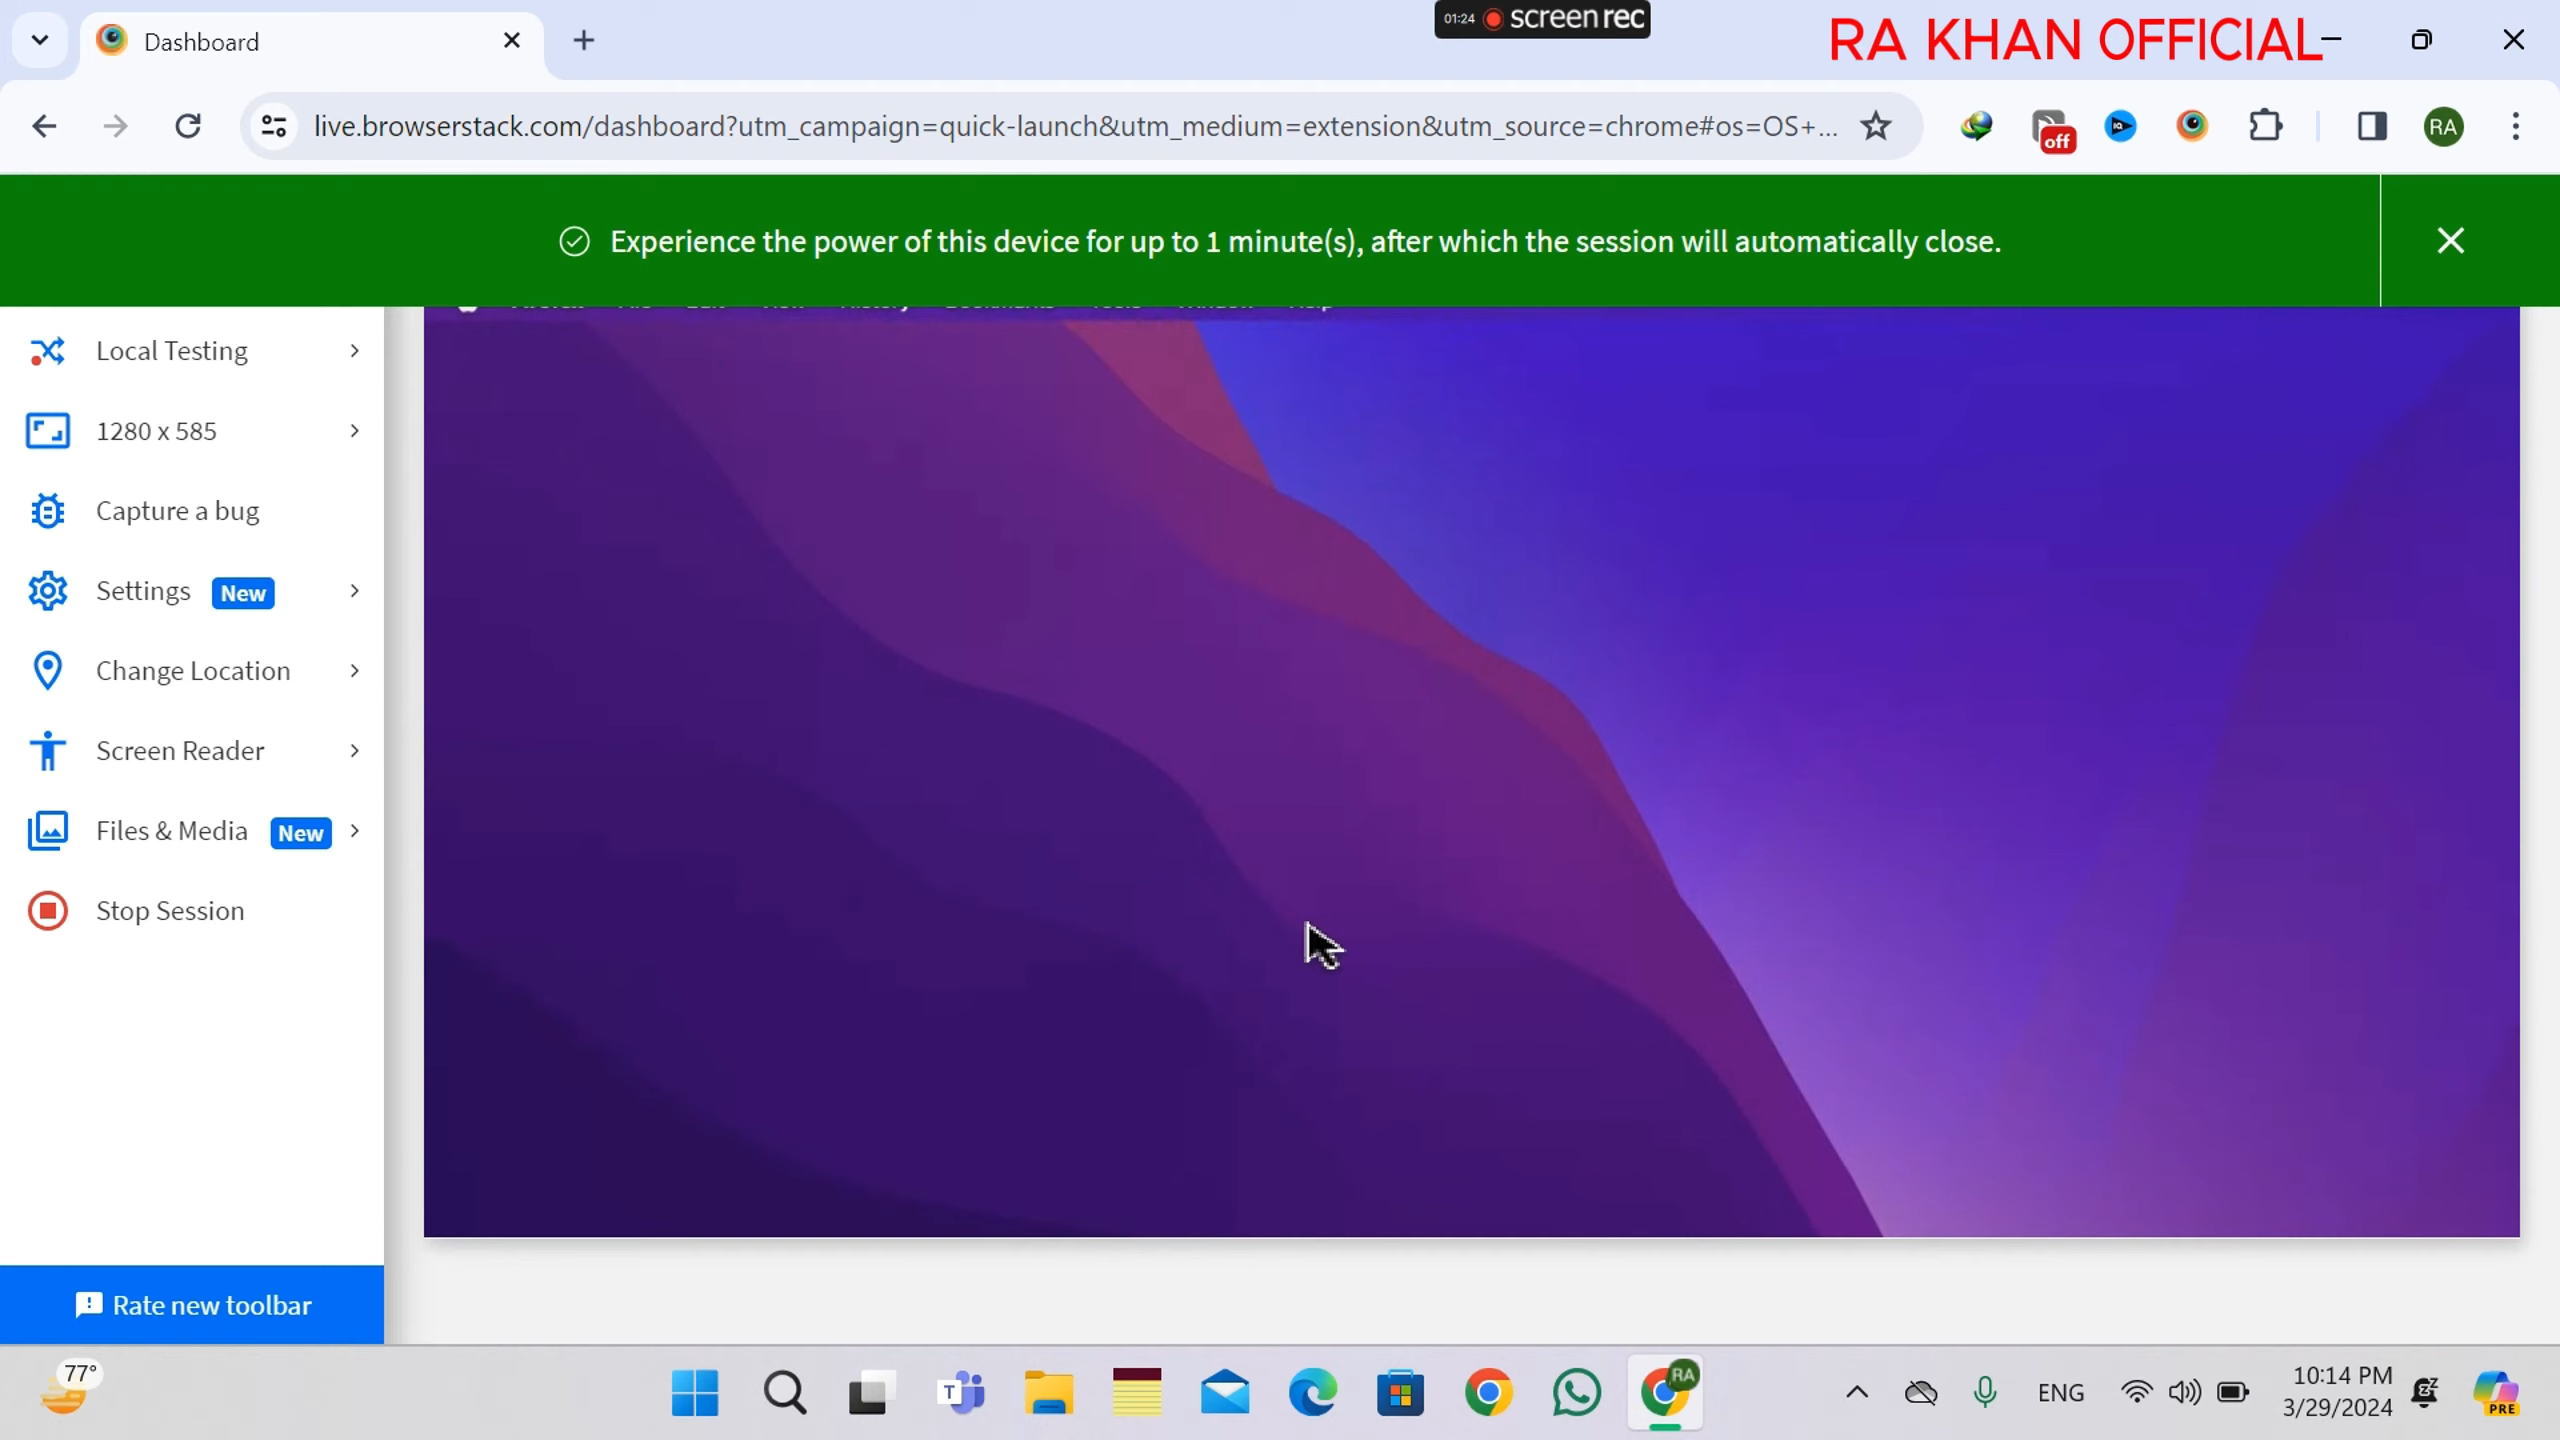 01:24 screenrec
RA KHAN OFFICIAL
Dashboard
live.browserstack.com/dashboard?utm_campaign=quick-launch&utm_medium=extension&utm_source=chrome#os=OS+...
off
RA
Experience the power of this device for up to 1 minute(s), after which the session will automatically close.
Local Testing
1280 x 585
Capture a bug
Settings New
Change Location
Screen Reader
Files & Media New
Stop Session
Rate new toolbar
77°
T
RA
ENG
10:14 PM
3/29/2024
PRE